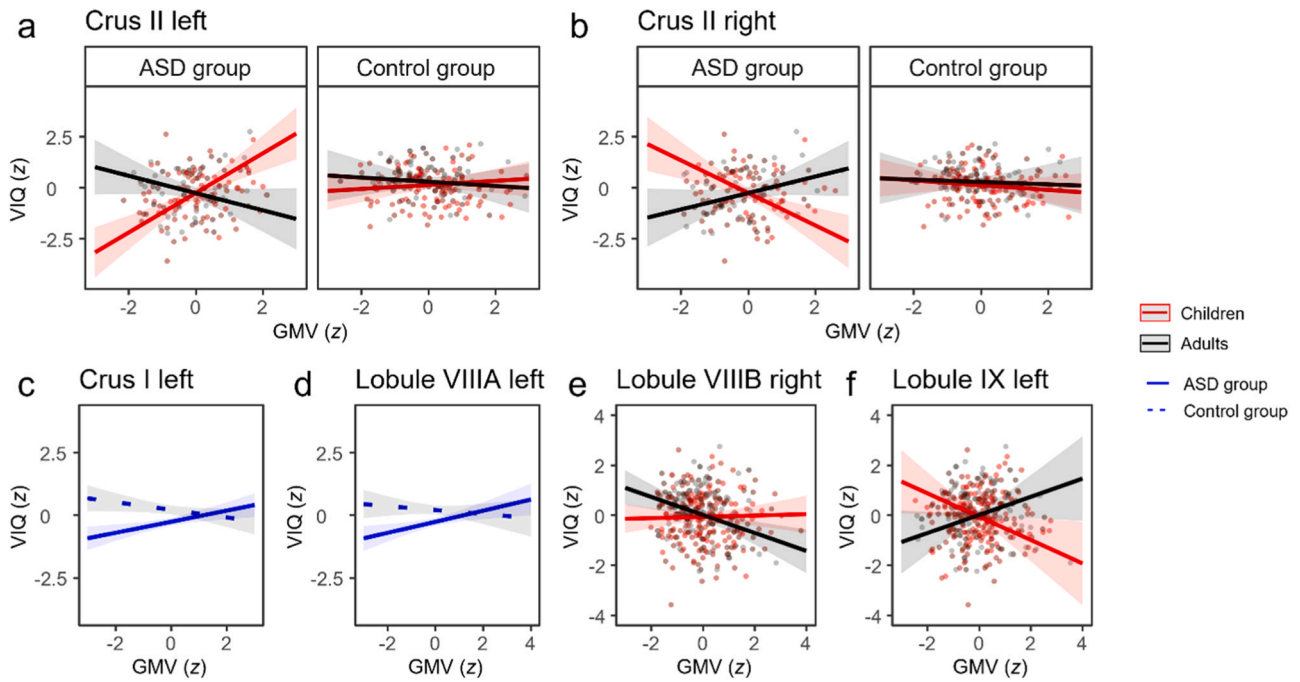 a Crus II left
ASD group
Control group
VIQ (z)
2.5
0
-2.5
-2
0
2
-2
0
2
GMV (z)
b Crus II right
ASD group
Control group
VIQ (z)
2.5
0
-2.5
-2
0
2
-2
0
2
GMV (z)
Children
Adults
ASD group
Control group
c Crus I left
VIQ (z)
2.5
0
-2.5
-2
0
2
GMV (z)
d Lobule VIIIA left
VIQ (z)
2.5
0
-2.5
-2
0
2
4
GMV (z)
e Lobule VIIIB right
VIQ (z)
4
2
0
-2
-4
-2
0
2
4
GMV (z)
f Lobule IX left
VIQ (z)
4
2
0
-2
-4
-2
0
2
4
GMV (z)